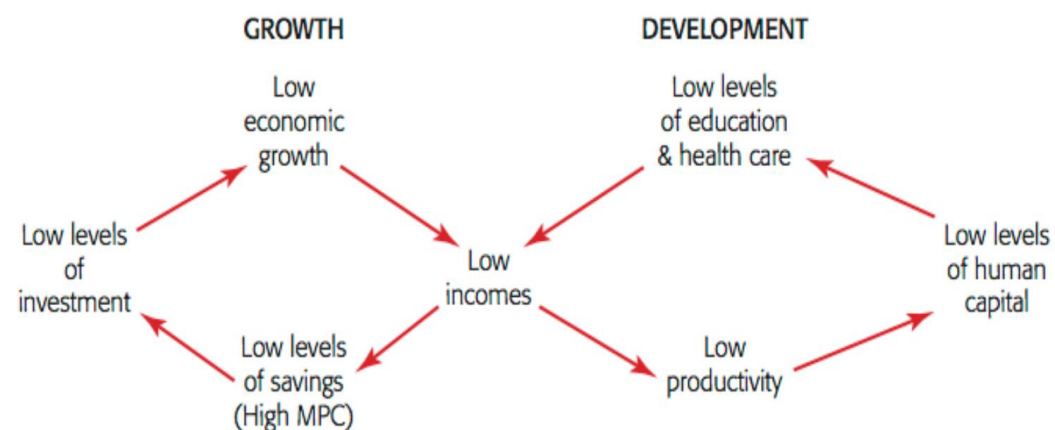 GROWTH
DEVELOPMENT
Low
economic
growth
Low levels
of education
& health care
Low levels
of
investment
Low
incomes
Low levels
of human
capital
Low levels
of savings
(High MPC)
Low
productivity